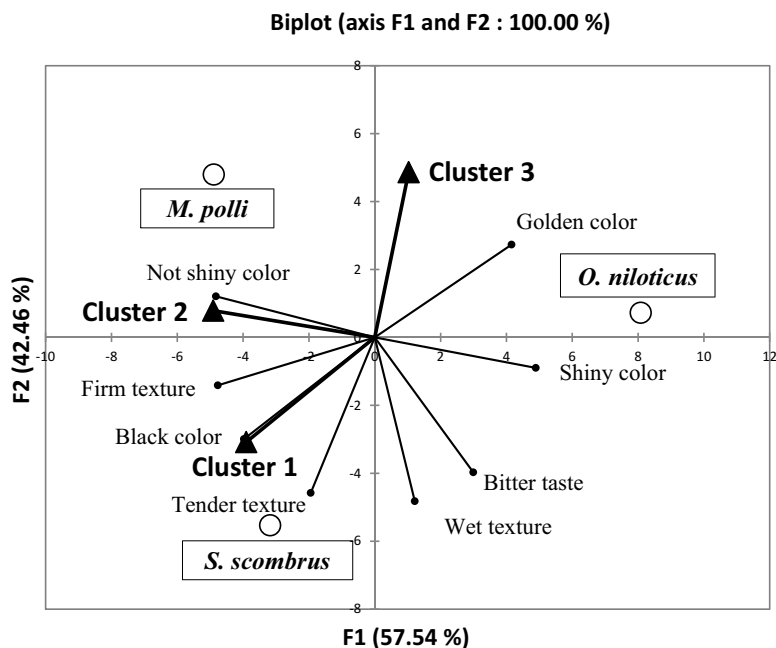 Biplot (axis F1 and F2 : 100.00 %)
8
6
Cluster 3
M. polli
4
Golden color
2
Not shiny color
O. niloticus
Cluster 2
0
-10 -8 -6 -4 -2 0 2 4 6 8 10 12
Shiny color
Firm texture
-2
Black color
Cluster 1
-4
Bitter taste
Tender texture
Wet texture
-6
S. scombrus
-8
F2 (42.46 %)
F1 (57.54 %)